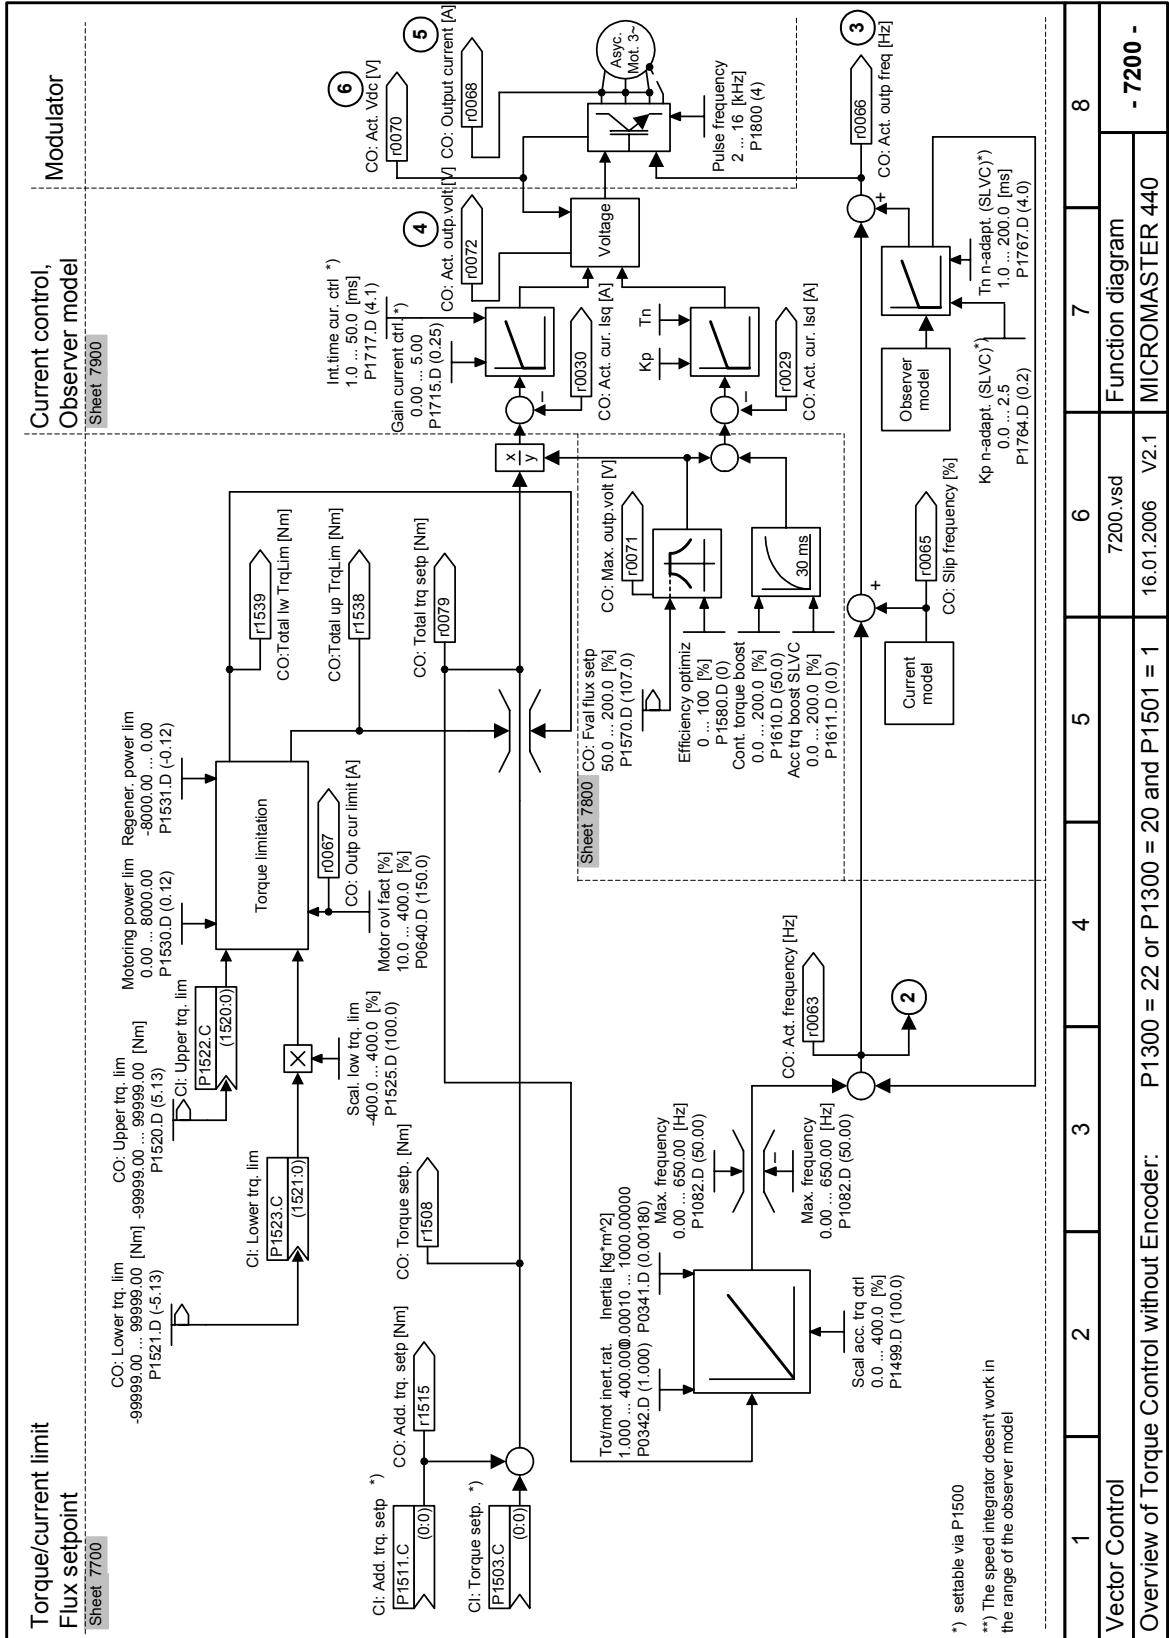 Torque/current limit
Flux setpoint
Sheet 7700
Current control,
Observer model
Sheet 7900
Modulator
CO: Lower trq. lim
-99999.00 ... 99999.00 [Nm]
P1521.D (-5.13)
CO: Upper trq. lim
-99999.00 ... 99999.00 [Nm]
P1520.D (5.13)
CI: Upper trq. lim
P1522.C
(1520:0)
CI: Lower trq. lim
P1523.C
(1521:0)
Scal. low trq. lim
-400.0 ... 400.0 [%]
P1525.D (100.0)
Motoring power lim
0.00 ... 8000.00
P1530.D (0.12)
Regener. power lim
-8000.00 ... 0.00
P1531.D (-0.12)
Torque limitation
r0067
CO: Outp cur limit [A]
Motor ovl fact [%]
10.0 ... 400.0 [%]
P0640.D (150.0)
r1539
CO:Total lw TrqLim [Nm]
r1538
CO:Total up TrqLim [Nm]
r0079
CO: Total trq setp [Nm]
CI: Add. trq. setp *)
P1511.C
(0:0)
CO: Add. trq. setp [Nm]
r1515
CI: Torque setp. *)
P1503.C
(0:0)
CO: Torque setp. [Nm]
r1508
x
y
Int.time cur. ctrl *)
1.0 ... 50.0 [ms]
P1717.D (4.1)
Gain current ctrl. *)
0.00 ... 5.00
P1715.D (0.25)
–
r0030
CO: Act. cur. Isq [A]
Kp
Tn
–
r0029
CO: Act. cur. Isd [A]
4
CO: Act. outp.volt [V]
r0072
Voltage
6
r0070
CO: Act. Vdc [V]
5
r0068
CO: Output current [A]
Asyc.
Mot. 3~
Pulse frequency
2 ... 16 [kHz]
P1800 (4)
Sheet 7800
CO: Fval flux setp
50.0 ... 200.0 [%]
P1570.D (107.0)
CO: Max. outp.volt [V]
r0071
Efficiency optimiz
0 ... 100 [%]
P1580.D (0)
Cont. torque boost
0.0 ... 200.0 [%]
P1610.D (50.0)
Acc trq boost SLVC
0.0 ... 200.0 [%]
P1611.D (0.0)
30 ms
Tot/mot inert.rat.
1.000 ... 400.000
P0342.D (1.000)
Inertia [kg*m^2]
0.00010 ... 1000.00000
P0341.D (0.00180)
Scal acc. trq ctrl
0.0 ... 400.0 [%]
P1499.D (100.0)
Max. frequency
0.00 ... 650.00 [Hz]
P1082.D (50.00)
–
Max. frequency
0.00 ... 650.00 [Hz]
P1082.D (50.00)
CO: Act. frequency [Hz]
r0063
2
+
r0065
CO: Slip frequency [%]
Current
model
Observer
model
+
3
r0066
CO: Act. outp freq [Hz]
Kp n-adapt. (SLVC)*)
0.0 ... 2.5
P1764.D (0.2)
Tn n-adapt. (SLVC)*)
1.0 ... 200.0 [ms]
P1767.D (4.0)
*) settable via P1500
**) The speed integrator doesn't work in
the range of the observer model
1 2 3 4 5 6 7 8
Vector Control 7200.vsd Function diagram - 7200 -
Overview of Torque Control without Encoder: P1300 = 22 or P1300 = 20 and P1501 = 1 16.01.2006 V2.1 MICROMASTER 440